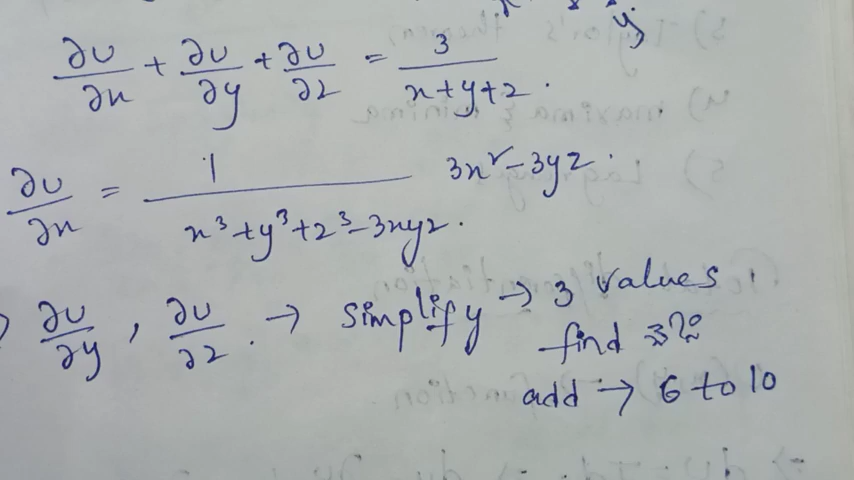 y
∂u/∂x + ∂u/∂y + ∂u/∂z = 3/(x+y+z).
∂u/∂x = 1/(x³+y³+z³-3xyz). 3x²-3yz.
∂u/∂y, ∂u/∂z. → simplify → 3 values,
find
add → 6 to 10